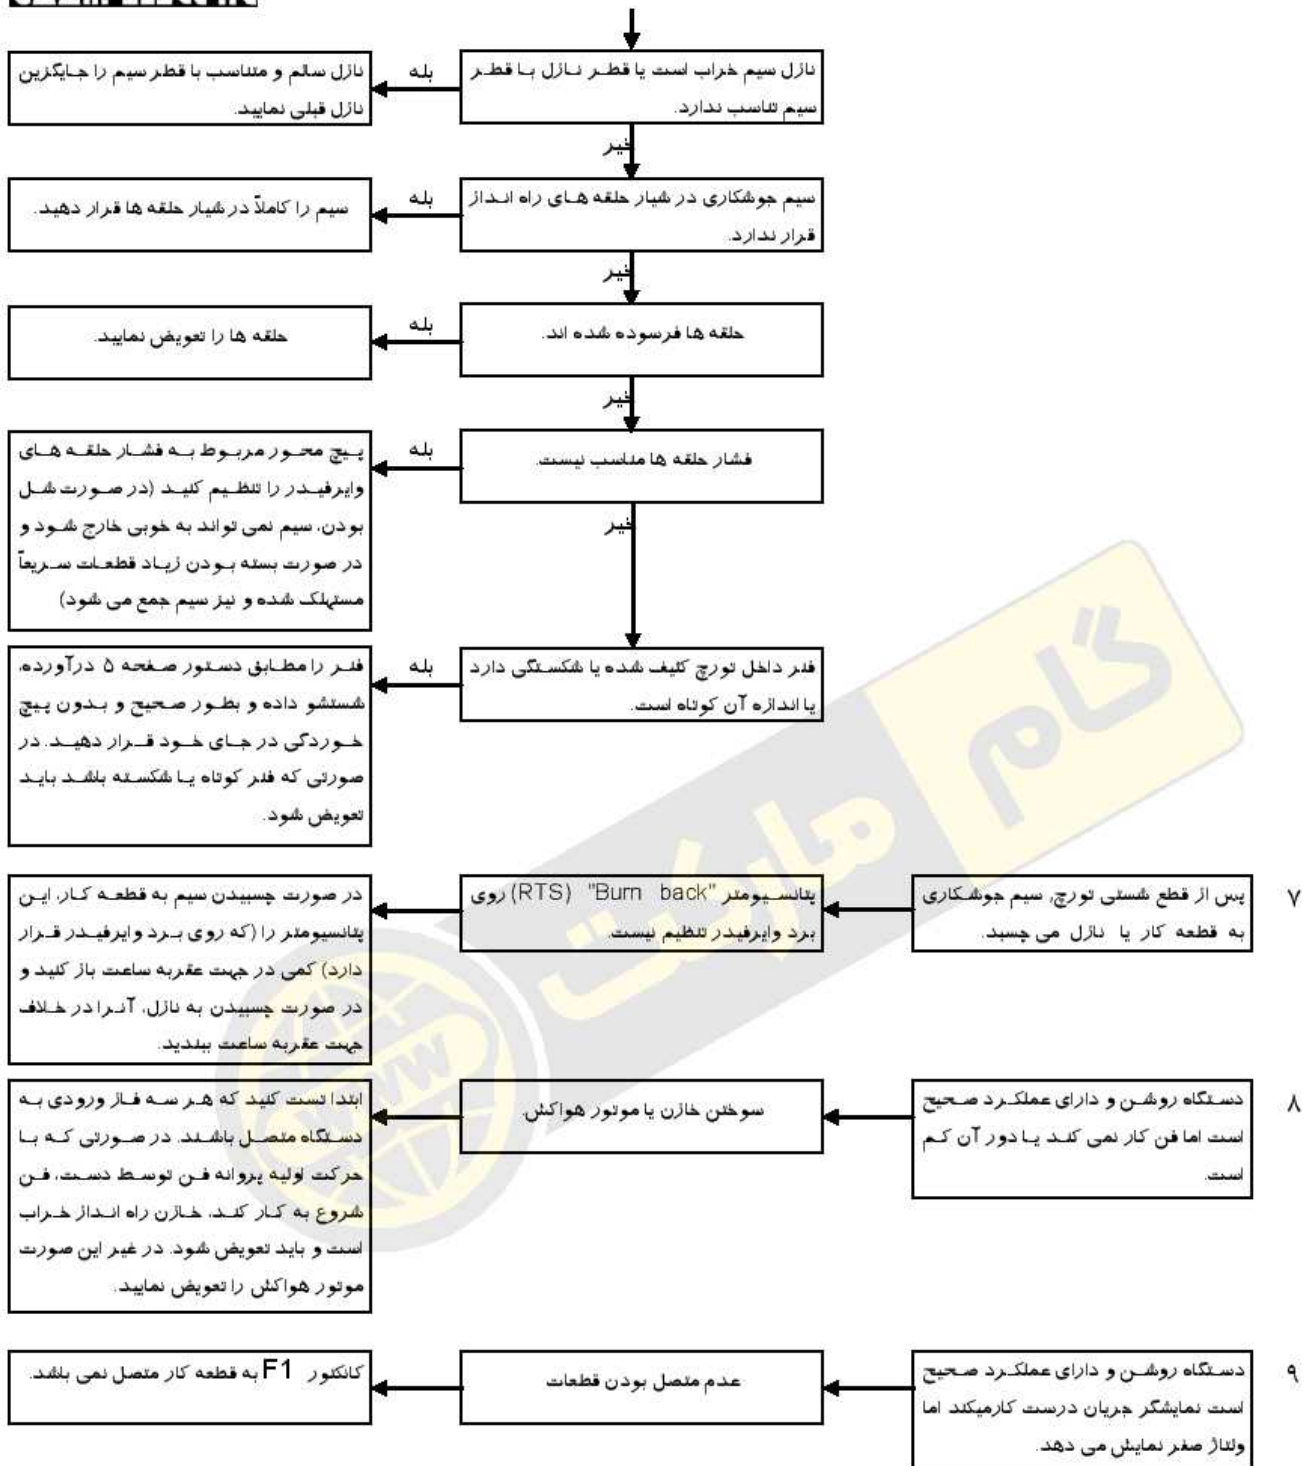 نازل سیم خراب است یا قطر نازل با قطر
سیم تناسب ندارد.
بله
نازل سالم و متناسب با قطر سیم را جایگزین
نازل قبلی نمایید.
خیر
سیم جوشکاری در شیار حلقه های راه انداز
قرار ندارد.
بله
سیم را کاملاً در شیار حلقه ها قرار دهید.
خیر
حلقه ها فرسوده شده اند.
بله
حلقه ها را تعویض نمایید.
خیر
فشار حلقه ها مناسب نیست.
بله
پیچ محور مربوط به فشار حلقه های
وایرفیدر را تنظیم کنید (در صورت شل
بودن، سیم نمی تواند به خوبی خارج شود و
در صورت بسته بودن زیاد قطعات سریعاً
مستهلک شده و نیز سیم جمع می شود)
خیر
فنر داخل تورچ کثیف شده یا شکستگی دارد
یا اندازه آن کوتاه است.
بله
فنر را مطابق دستور صفحه ۵ درآورده،
شستشو داده و بطور صحیح و بدون پیچ
خوردگی در جای خود قرار دهید. در
صورتی که فنر کوتاه یا شکسته باشد باید
تعویض شود.
۷
پس از قطع شستی تورچ، سیم جوشکاری
به قطعه کار یا نازل می چسبد.
پتانسیومتر "Burn back" (RTS) روی
برد وایرفیدر تنظیم نیست.
در صورت چسبیدن سیم به قطعه کار، این
پتانسیومتر را (که روی برد وایرفیدر قرار
دارد) کمی در جهت عقربه ساعت باز کنید و
در صورت چسبیدن به نازل، آنرا در خلاف
جهت عقربه ساعت ببندید.
۸
دستگاه روشن و دارای عملکرد صحیح
است اما فن کار نمی کند یا دور آن کم
است.
سوختن خازن یا موتور هواکش.
ابتدا تست کنید که هر سه فاز ورودی به
دستگاه متصل باشند. در صورتی که با
حرکت اولیه پروانه فن توسط دست، فن
شروع به کار کند، خازن راه انداز خراب
است و باید تعویض شود. در غیر این صورت
موتور هواکش را تعویض نمایید.
۹
دستگاه روشن و دارای عملکرد صحیح
است نمایشگر جریان درست کارمیکند اما
ولتاژ صفر نمایش می دهد.
عدم متصل بودن قطعات
کانکتور F1 به قطعه کار متصل نمی باشد.
گام مارکت
WWW